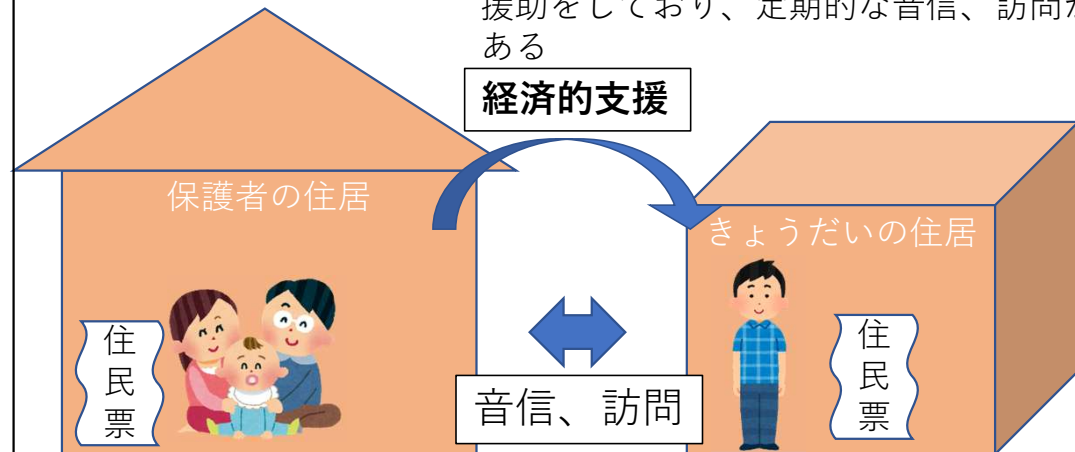 援助をしており、定期的な音信、訪問が
ある
経済的支援
保護者の住居
きょうだいの住居
住民票
住民票
音信、訪問